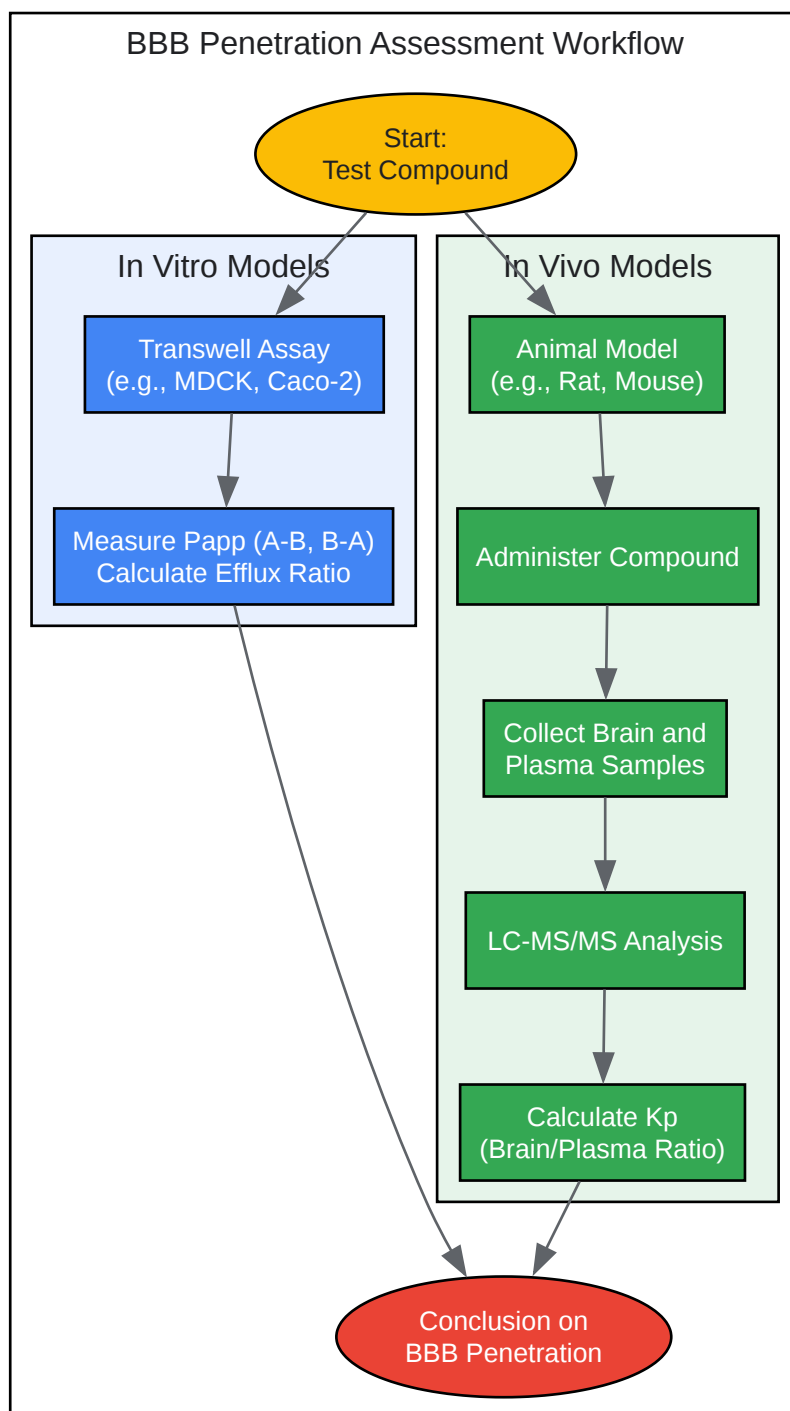 BBB Penetration Assessment Workflow
Start:
Test Compound
In Vitro Models
Transwell Assay
(e.g., MDCK, Caco-2)
Measure Papp (A-B, B-A)
Calculate Efflux Ratio
In Vivo Models
Animal Model
(e.g., Rat, Mouse)
Administer Compound
Collect Brain and
Plasma Samples
LC-MS/MS Analysis
Calculate Kp
(Brain/Plasma Ratio)
Conclusion on
BBB Penetration